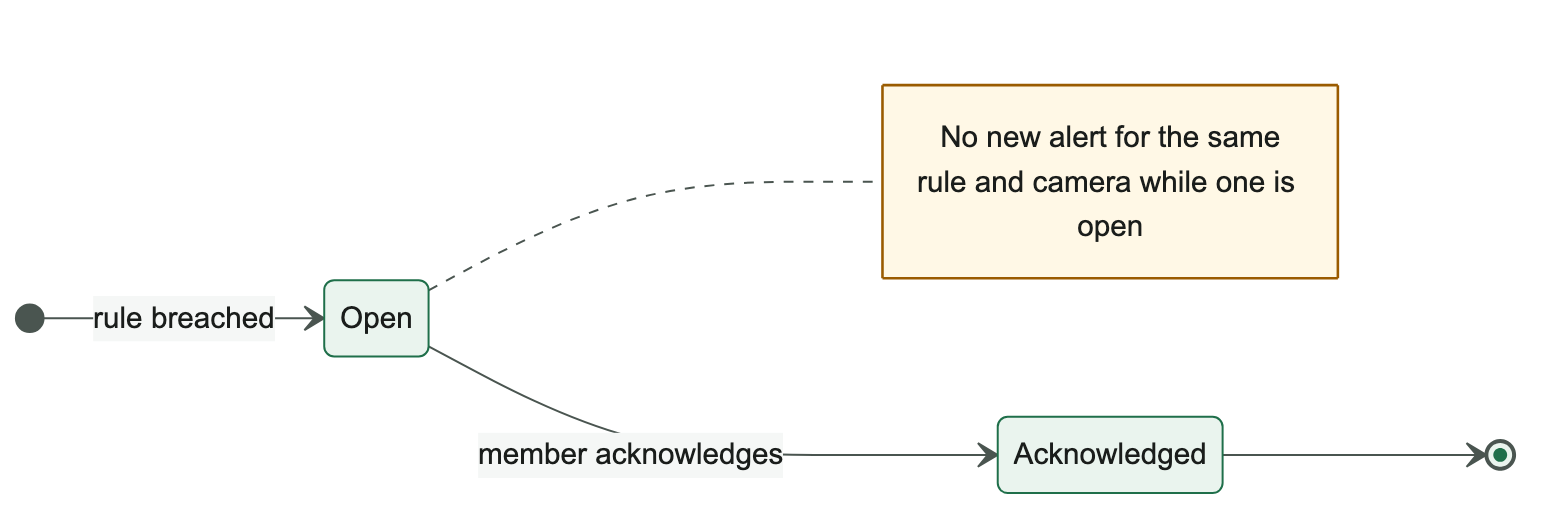 No new alert for the same
rule and camera while one is
open
rule breached
Open
member acknowledges
Acknowledged